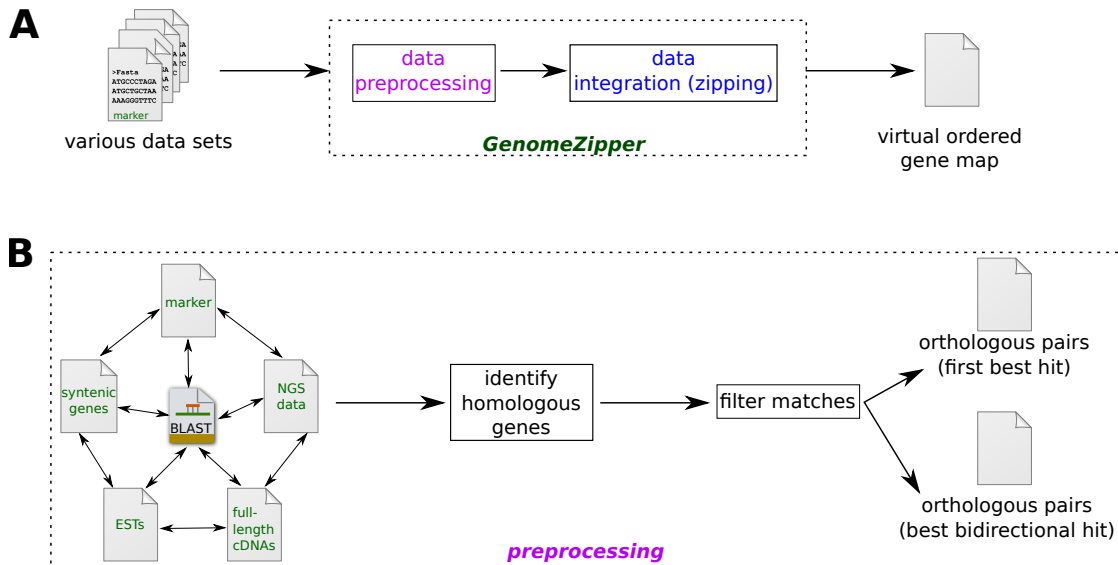 A
>Fasta
ATGCCCTAGA
ATGCTGCTAA
AAAGGGTTTC
marker
various data sets
data
preprocessing
data
integration (zipping)
GenomeZipper
virtual ordered
gene map
B
marker
syntenic
genes
NGS
data
BLAST
ESTs
full-
length
cDNAs
identify
homologous
genes
filter matches
orthologous pairs
(first best hit)
orthologous pairs
(best bidirectional hit)
preprocessing